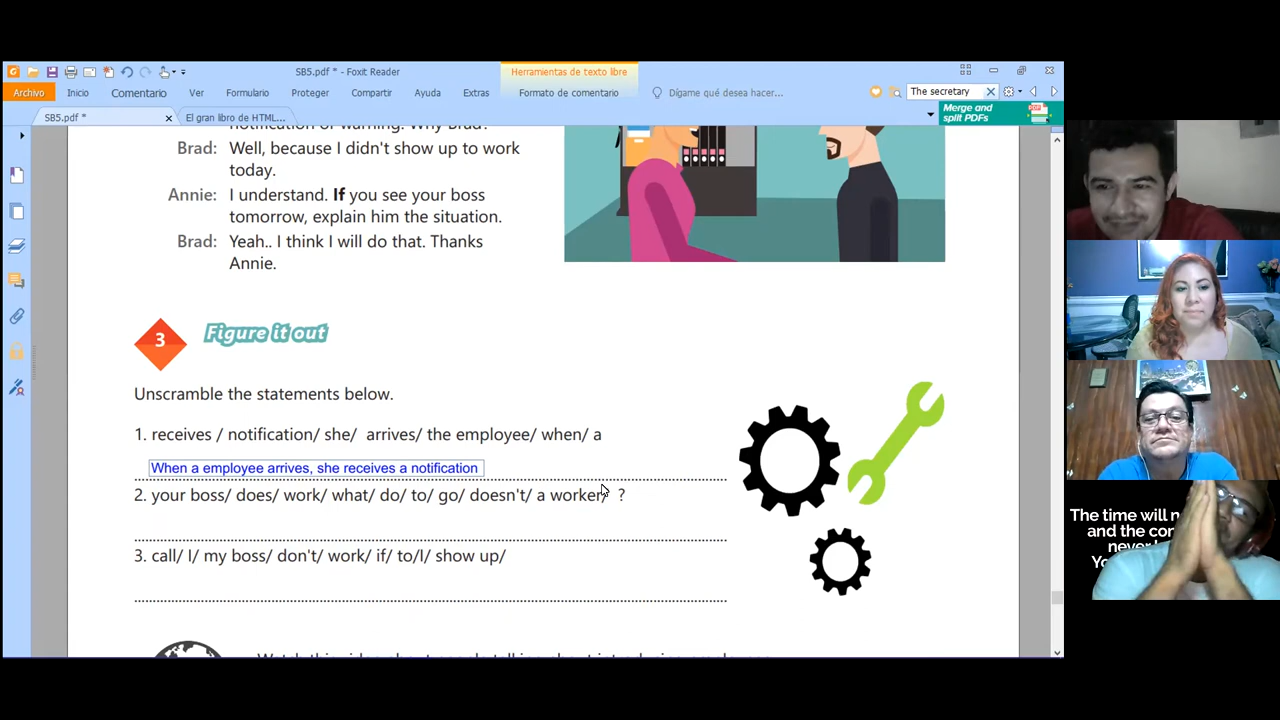 SB5.pdf * - Foxit Reader
Herramientas de texto libre
Archivo Inicio Comentario Ver Formulario Proteger Compartir Ayuda Extras Formato de comentario Dígame qué desea hacer... The secretary
SB5.pdf * El gran libro de HTML... Merge and split PDFs
Brad: Well, because I didn't show up to work
today.
Annie: I understand. If you see your boss
tomorrow, explain him the situation.
Brad: Yeah.. I think I will do that. Thanks
Annie.
3 Figure it out
Unscramble the statements below.
1. receives / notification/ she/ arrives/ the employee/ when/ a
When a employee arrives, she receives a notification
2. your boss/ does/ work/ what/ do/ to/ go/ doesn't/ a worker/ ?
3. call/ I/ my boss/ don't/ work/ if/ to/I/ show up/
The time will n
and the con
never
Yo